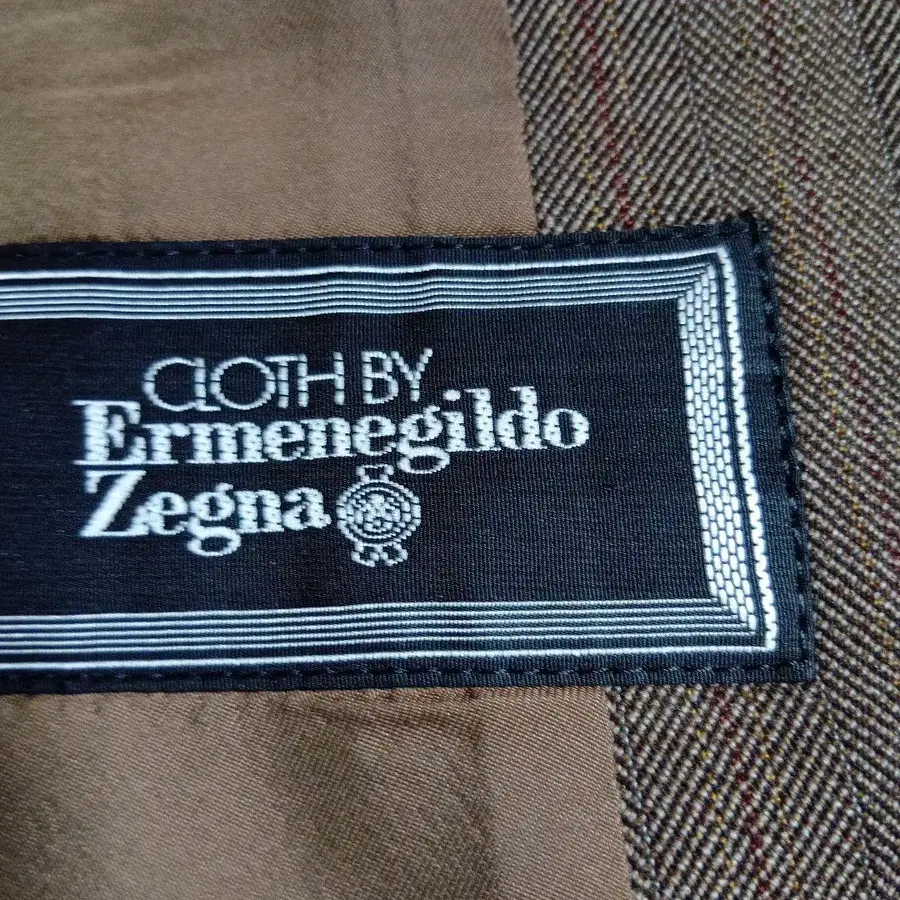 CLOTH BY
Ermenegildo
Zegna